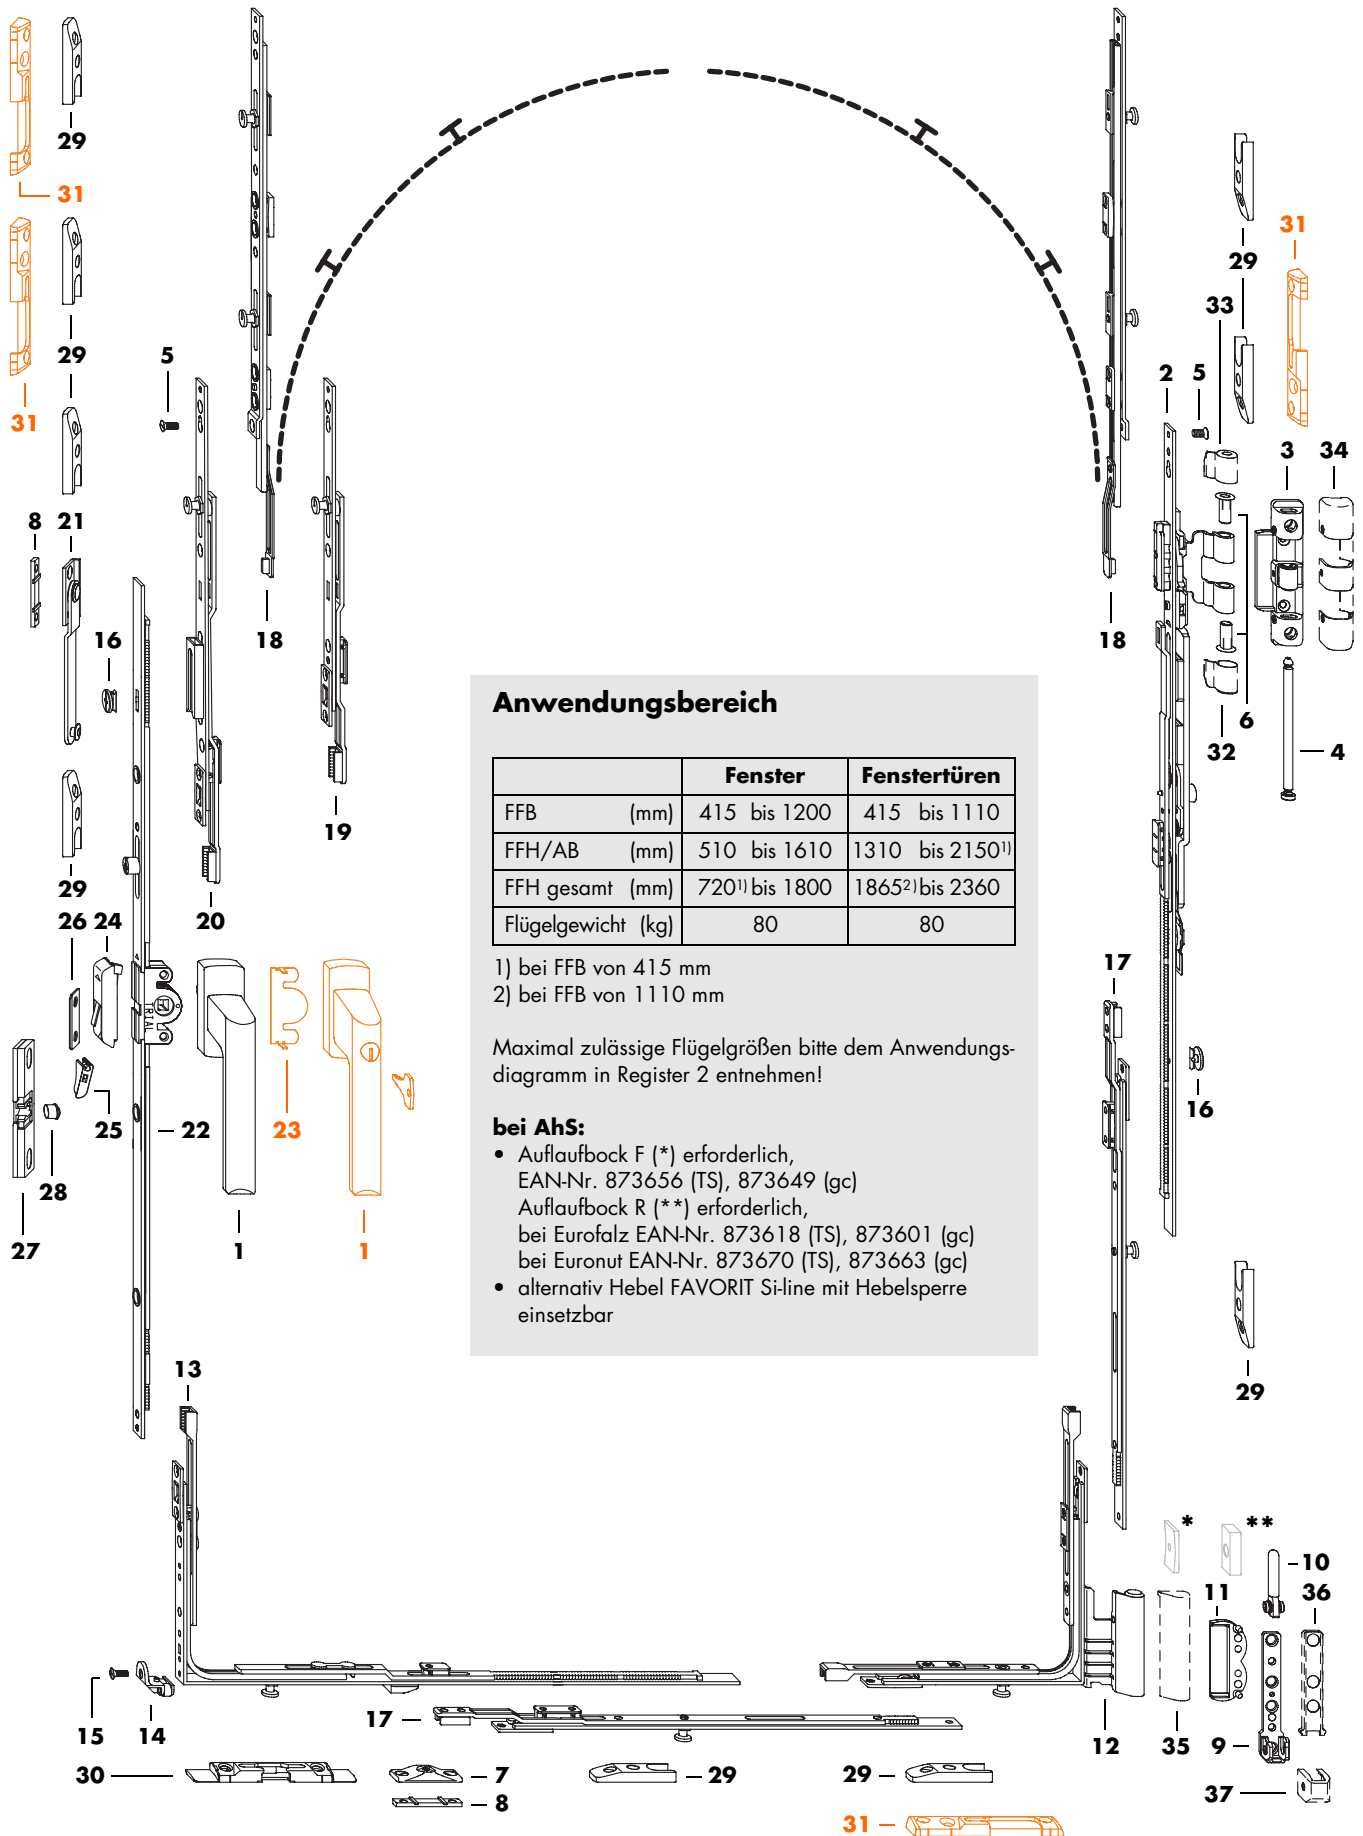 29
31
31
29
33
29
5
2
5
31
3
34
8
21
16
18
18
6
32
4
19
29
26
24
20
17
16
25
22
23
28
27
1
1
Anwendungsbereich
Fenster Fenstertüren
FFB (mm) 415 bis 1200 415 bis 1110
FFH/AB (mm) 510 bis 1610 1310 bis 2150¹⁾
FFH gesamt (mm) 720¹⁾ bis 1800 1865²⁾ bis 2360
Flügelgewicht (kg) 80 80
1) bei FFB von 415 mm
2) bei FFB von 1110 mm
Maximal zulässige Flügelgrößen bitte dem Anwendungs-
diagramm in Register 2 entnehmen!
bei AhS:
• Auflaufbock F (*) erforderlich,
EAN-Nr. 873656 (TS), 873649 (gc)
Auflaufbock R (**) erforderlich,
bei Eurofalz EAN-Nr. 873618 (TS), 873601 (gc)
bei Euronut EAN-Nr. 873670 (TS), 873663 (gc)
• alternativ Hebel FAVORIT Si-line mit Hebelsperre
einsetzbar
TRIAL
13
29
*
**
10
11
36
15
14
17
12
35
9
30
7
29
29
8
37
31